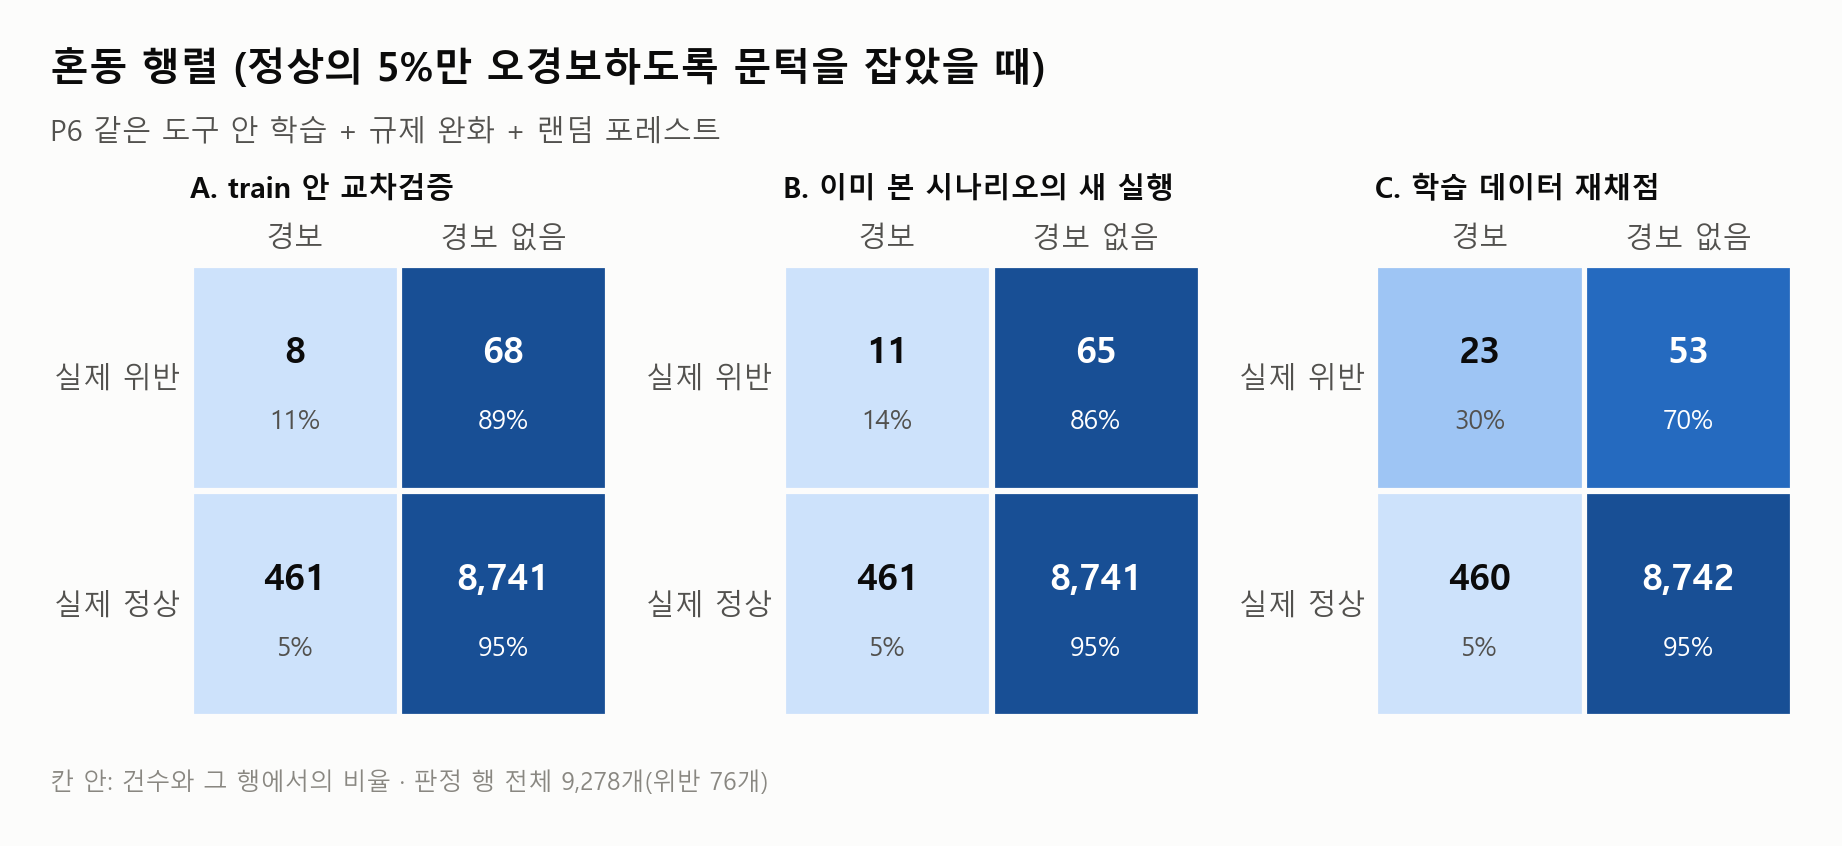 혼동 행렬 (정상의 5%만 오경보하도록 문턱을 잡았을 때)
P6 같은 도구 안 학습 + 규제 완화 + 랜덤 포레스트
A. train 안 교차검증
경보 경보 없음
실제 위반
8 68
11% 89%
실제 정상
461 8,741
5% 95%
B. 이미 본 시나리오의 새 실행
경보 경보 없음
실제 위반
11 65
14% 86%
실제 정상
461 8,741
5% 95%
C. 학습 데이터 재채점
경보 경보 없음
실제 위반
23 53
30% 70%
실제 정상
460 8,742
5% 95%
칸 안: 건수와 그 행에서의 비율 · 판정 행 전체 9,278개(위반 76개)